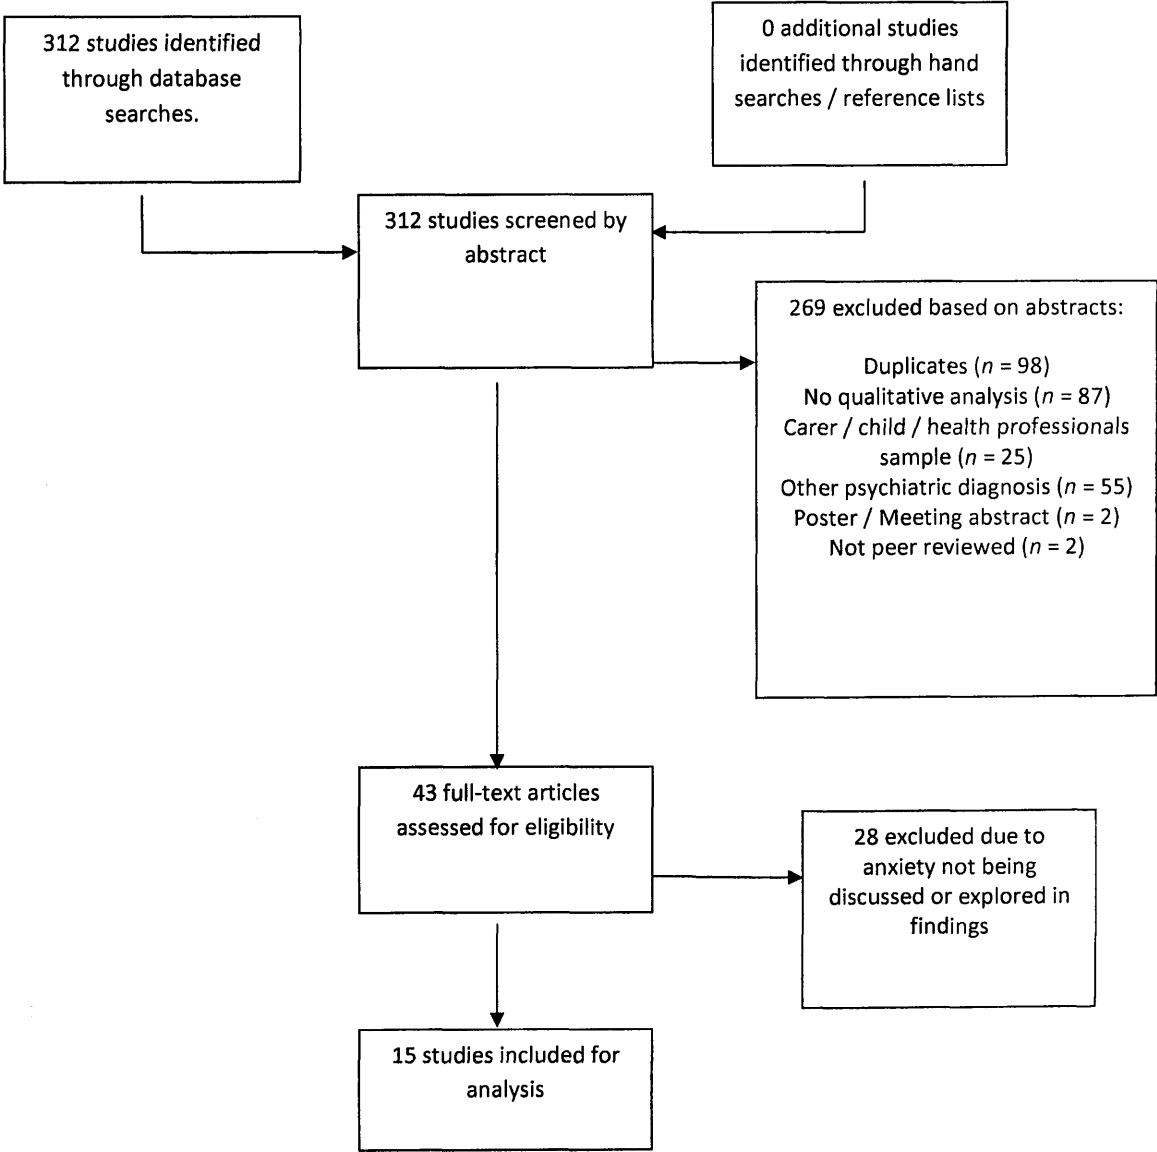 312 studies identified
through database
searches.
0 additional studies
identified through hand
searches / reference lists
312 studies screened by
abstract
269 excluded based on abstracts:
Duplicates (n = 98)
No qualitative analysis (n = 87)
Carer / child / health professionals
sample (n = 25)
Other psychiatric diagnosis (n = 55)
Poster / Meeting abstract (n = 2)
Not peer reviewed (n = 2)
43 full-text articles
assessed for eligibility
28 excluded due to
anxiety not being
discussed or explored in
findings
15 studies included for
analysis